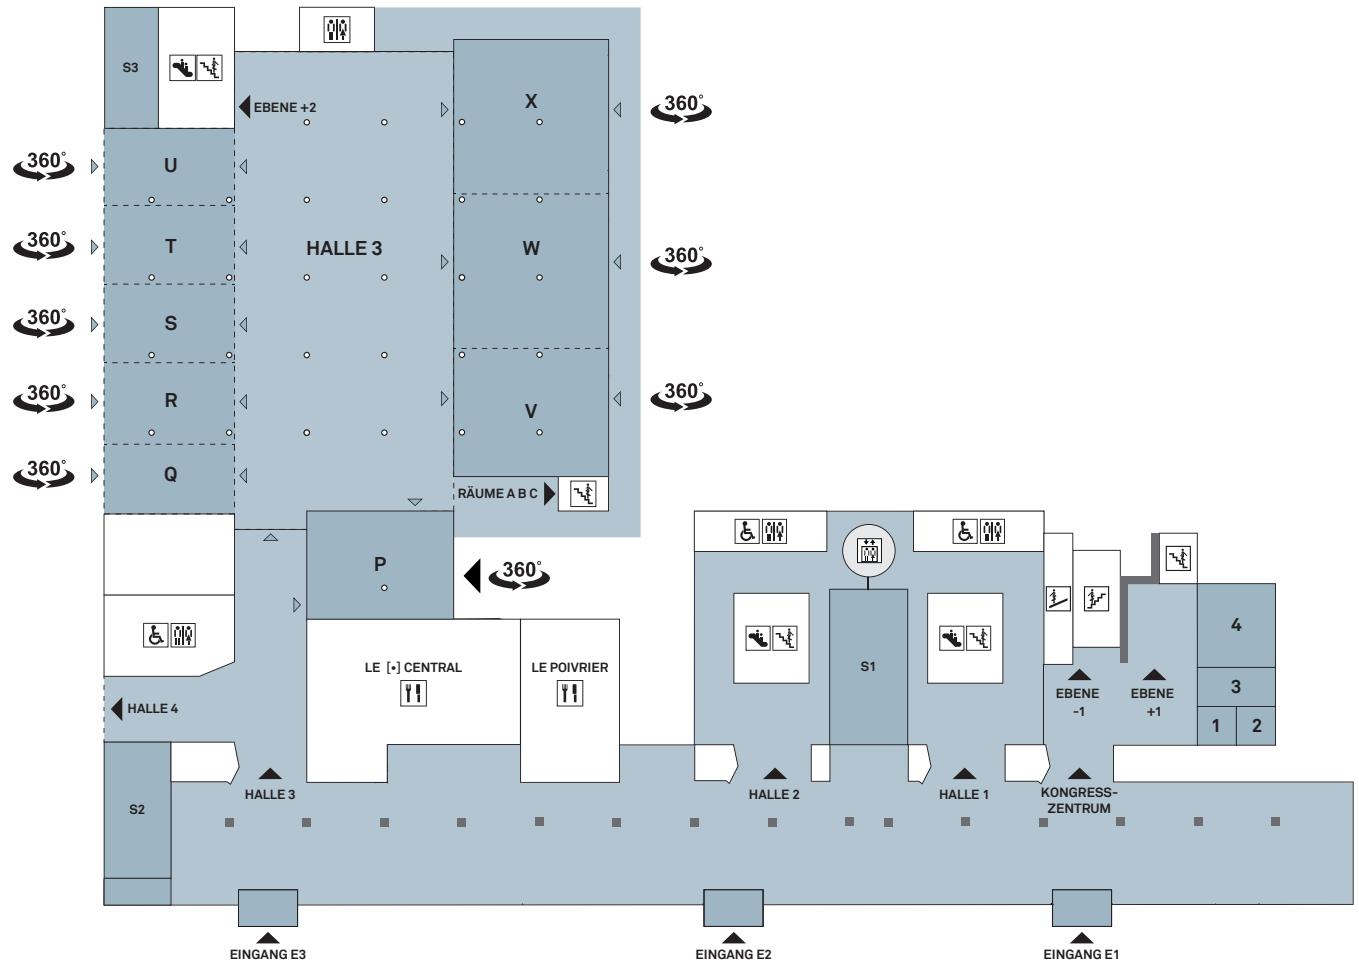 S3
EBENE +2
X
360°
360°
U
360°
T
HALLE 3
W
360°
360°
S
360°
R
V
360°
360°
Q
RÄUME A B C
P
360°
LE [•] CENTRAL
LE POIVRIER
S1
4
3
1
2
EBENE
-1
EBENE
+1
HALLE 4
HALLE 3
HALLE 2
HALLE 1
KONGRESS-
ZENTRUM
S2
EINGANG E3
EINGANG E2
EINGANG E1